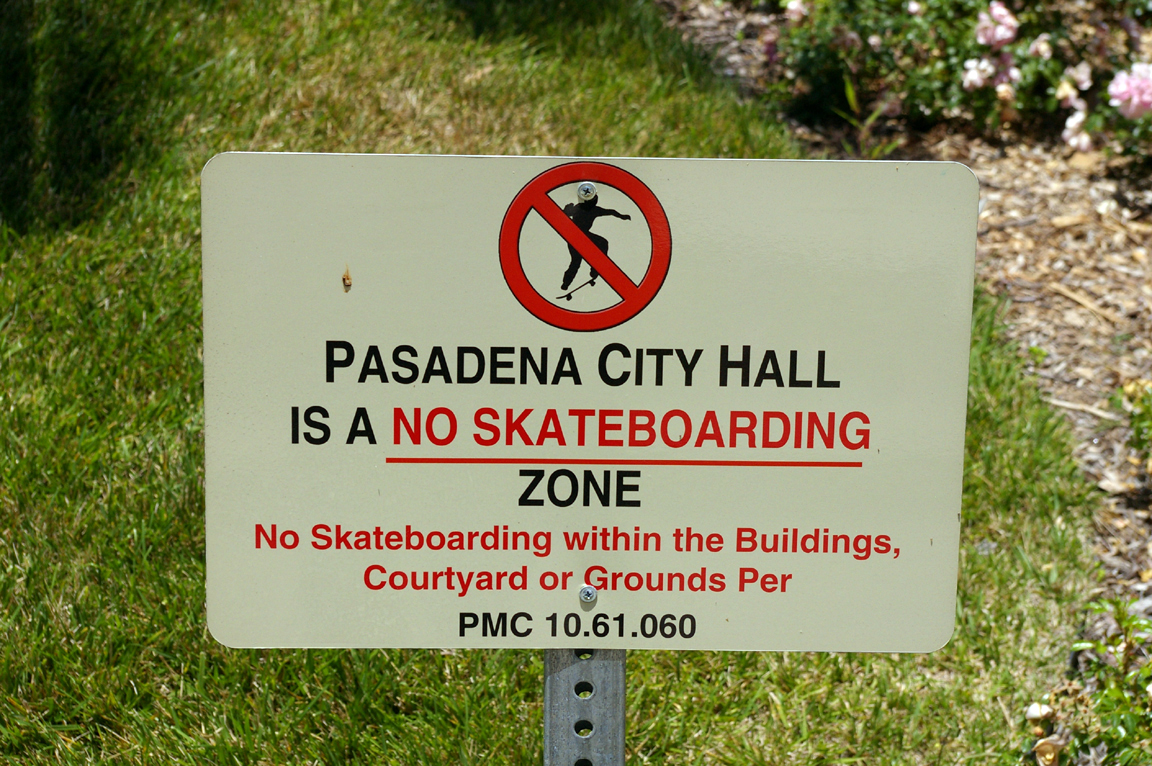 PASADENA CITY HALL
IS A NO SKATEBOARDING
ZONE
No Skateboarding within the Buildings,
Courtyard or Grounds Per
PMC 10.61.060